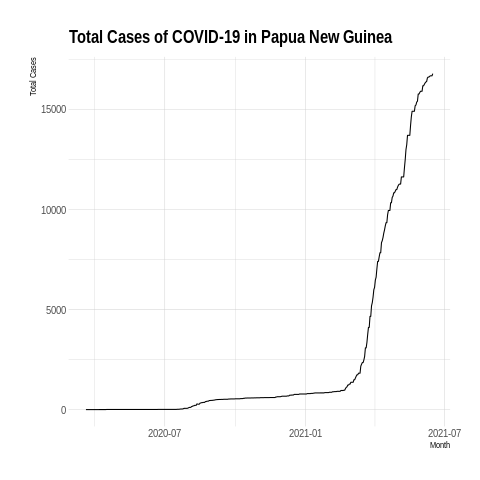 Total Cases of COVID-19 in Papua New Guinea
Total Cases
15000
10000
5000
0
2020-07
2021-01
2021-07
Month